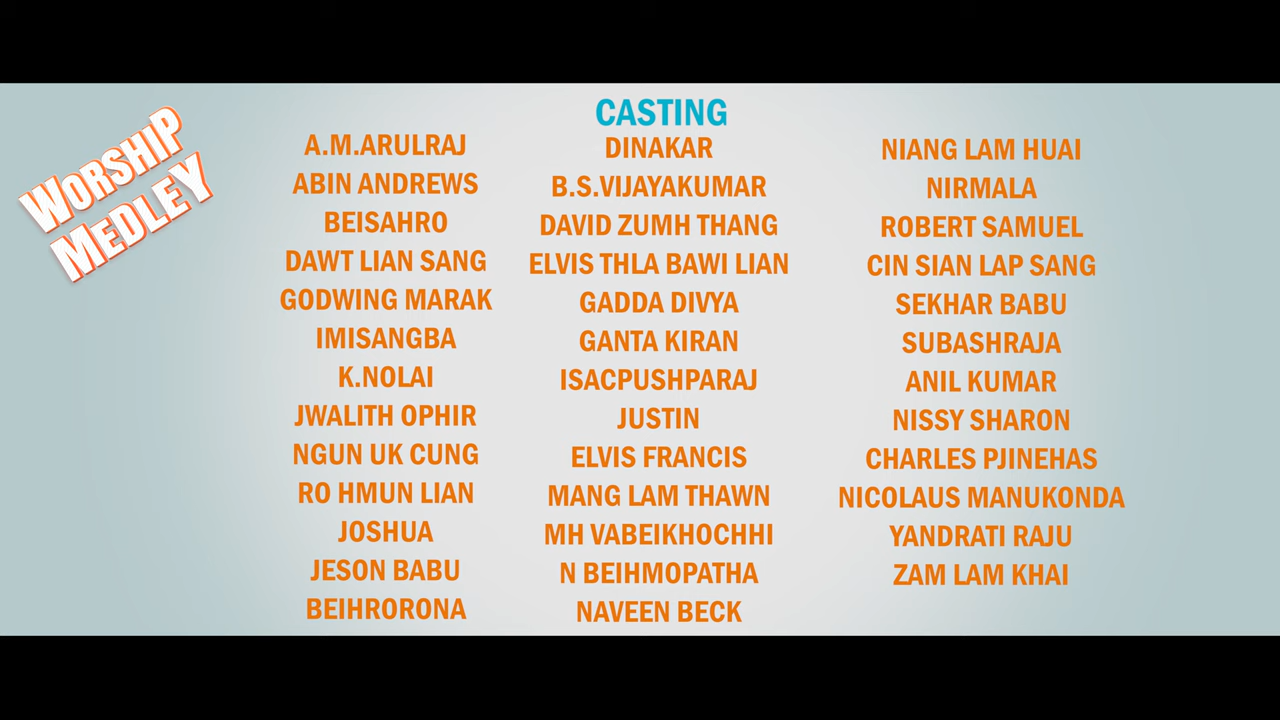 WORSHIP
MEDLEY
CASTING
A.M.ARULRAJ
ABIN ANDREWS
BEISAHRO
DAWT LIAN SANG
GODWING MARAK
IMISANGBA
K.NOLAI
JWALITH OPHIR
NGUN UK CUNG
RO HMUN LIAN
JOSHUA
JESON BABU
BEIHRORONA
DINAKAR
B.S.VIJAYAKUMAR
DAVID ZUMH THANG
ELVIS THLA BAWI LIAN
GADDA DIVYA
GANTA KIRAN
ISACPUSHPARAJ
JUSTIN
ELVIS FRANCIS
MANG LAM THAWN
MH VABEIKHOCHHI
N BEIHMOPATHA
NAVEEN BECK
NIANG LAM HUAI
NIRMALA
ROBERT SAMUEL
CIN SIAN LAP SANG
SEKHAR BABU
SUBASHRAJA
ANIL KUMAR
NISSY SHARON
CHARLES PJINEHAS
NICOLAUS MANUKONDA
YANDRATI RAJU
ZAM LAM KHAI